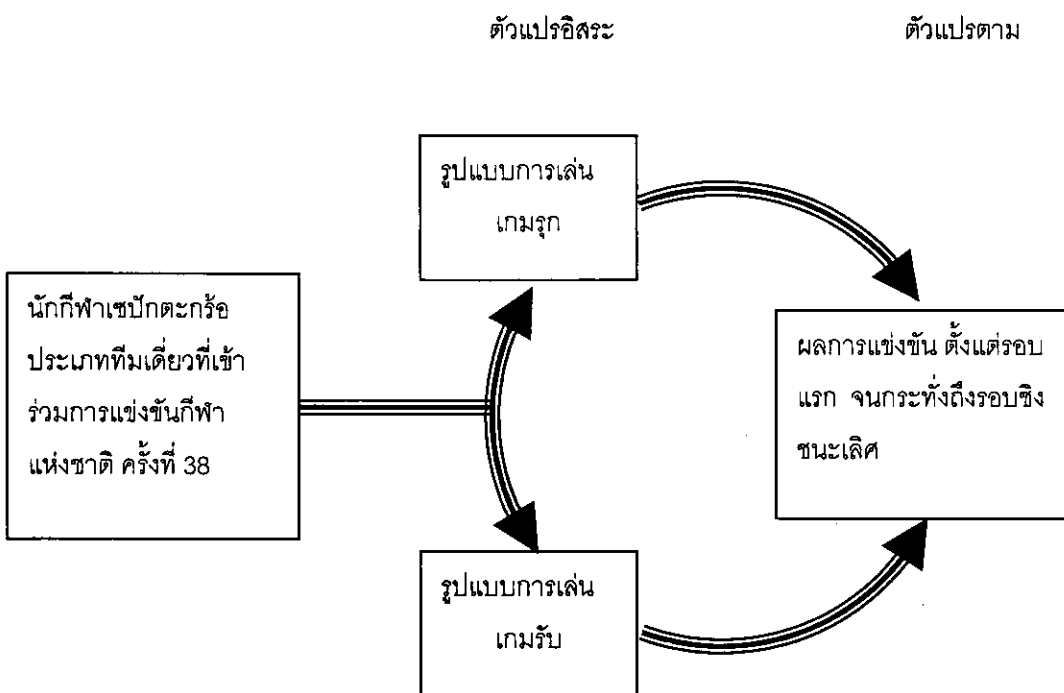 ตัวแปรอิสระ ตัวแปรตาม
รูปแบบการเล่น
เกมรุก
นักกีฬาเซปักตะกร้อ
ประเภททีมเดี่ยวที่เข้า
ร่วมการแข่งขันกีฬา
แห่งชาติ ครั้งที่ 38
ผลการแข่งขัน ตั้งแต่รอบ
แรก จนกระทั่งถึงรอบชิง
ชนะเลิศ
รูปแบบการเล่น
เกมรับ